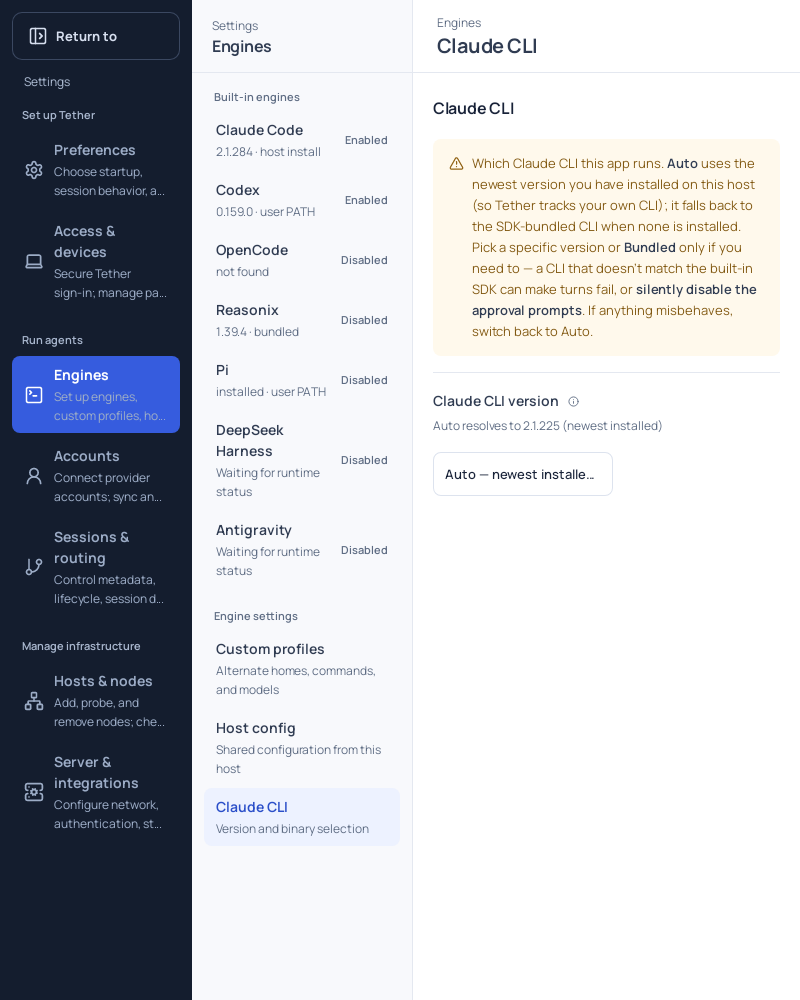 Return to
Settings
Set up Tether
Preferences
Choose startup,
session behavior, a...
Access &
devices
Secure Tether
sign-in; manage pa...
Run agents
Engines
Set up engines,
custom profiles, ho...
Accounts
Connect provider
accounts; sync an...
Sessions &
routing
Control metadata,
lifecycle, session d...
Manage infrastructure
Hosts & nodes
Add, probe, and
remove nodes; che...
Server &
integrations
Configure network,
authentication, st...
Settings
Engines
Built-in engines
Claude Code
2.1.284 · host install
Enabled
Codex
0.159.0 · user PATH
Enabled
OpenCode
not found
Disabled
Reasonix
1.39.4 · bundled
Disabled
Pi
installed · user PATH
Disabled
DeepSeek
Harness
Waiting for runtime
status
Disabled
Antigravity
Waiting for runtime
status
Disabled
Engine settings
Custom profiles
Alternate homes, commands,
and models
Host config
Shared configuration from this
host
Claude CLI
Version and binary selection
Engines
Claude CLI
Claude CLI
Which Claude CLI this app runs. Auto uses the
newest version you have installed on this host
(so Tether tracks your own CLI); it falls back to
the SDK-bundled CLI when none is installed.
Pick a specific version or Bundled only if you
need to — a CLI that doesn't match the built-in
SDK can make turns fail, or silently disable the
approval prompts. If anything misbehaves,
switch back to Auto.
Claude CLI version
Auto resolves to 2.1.225 (newest installed)
Auto — newest installe...